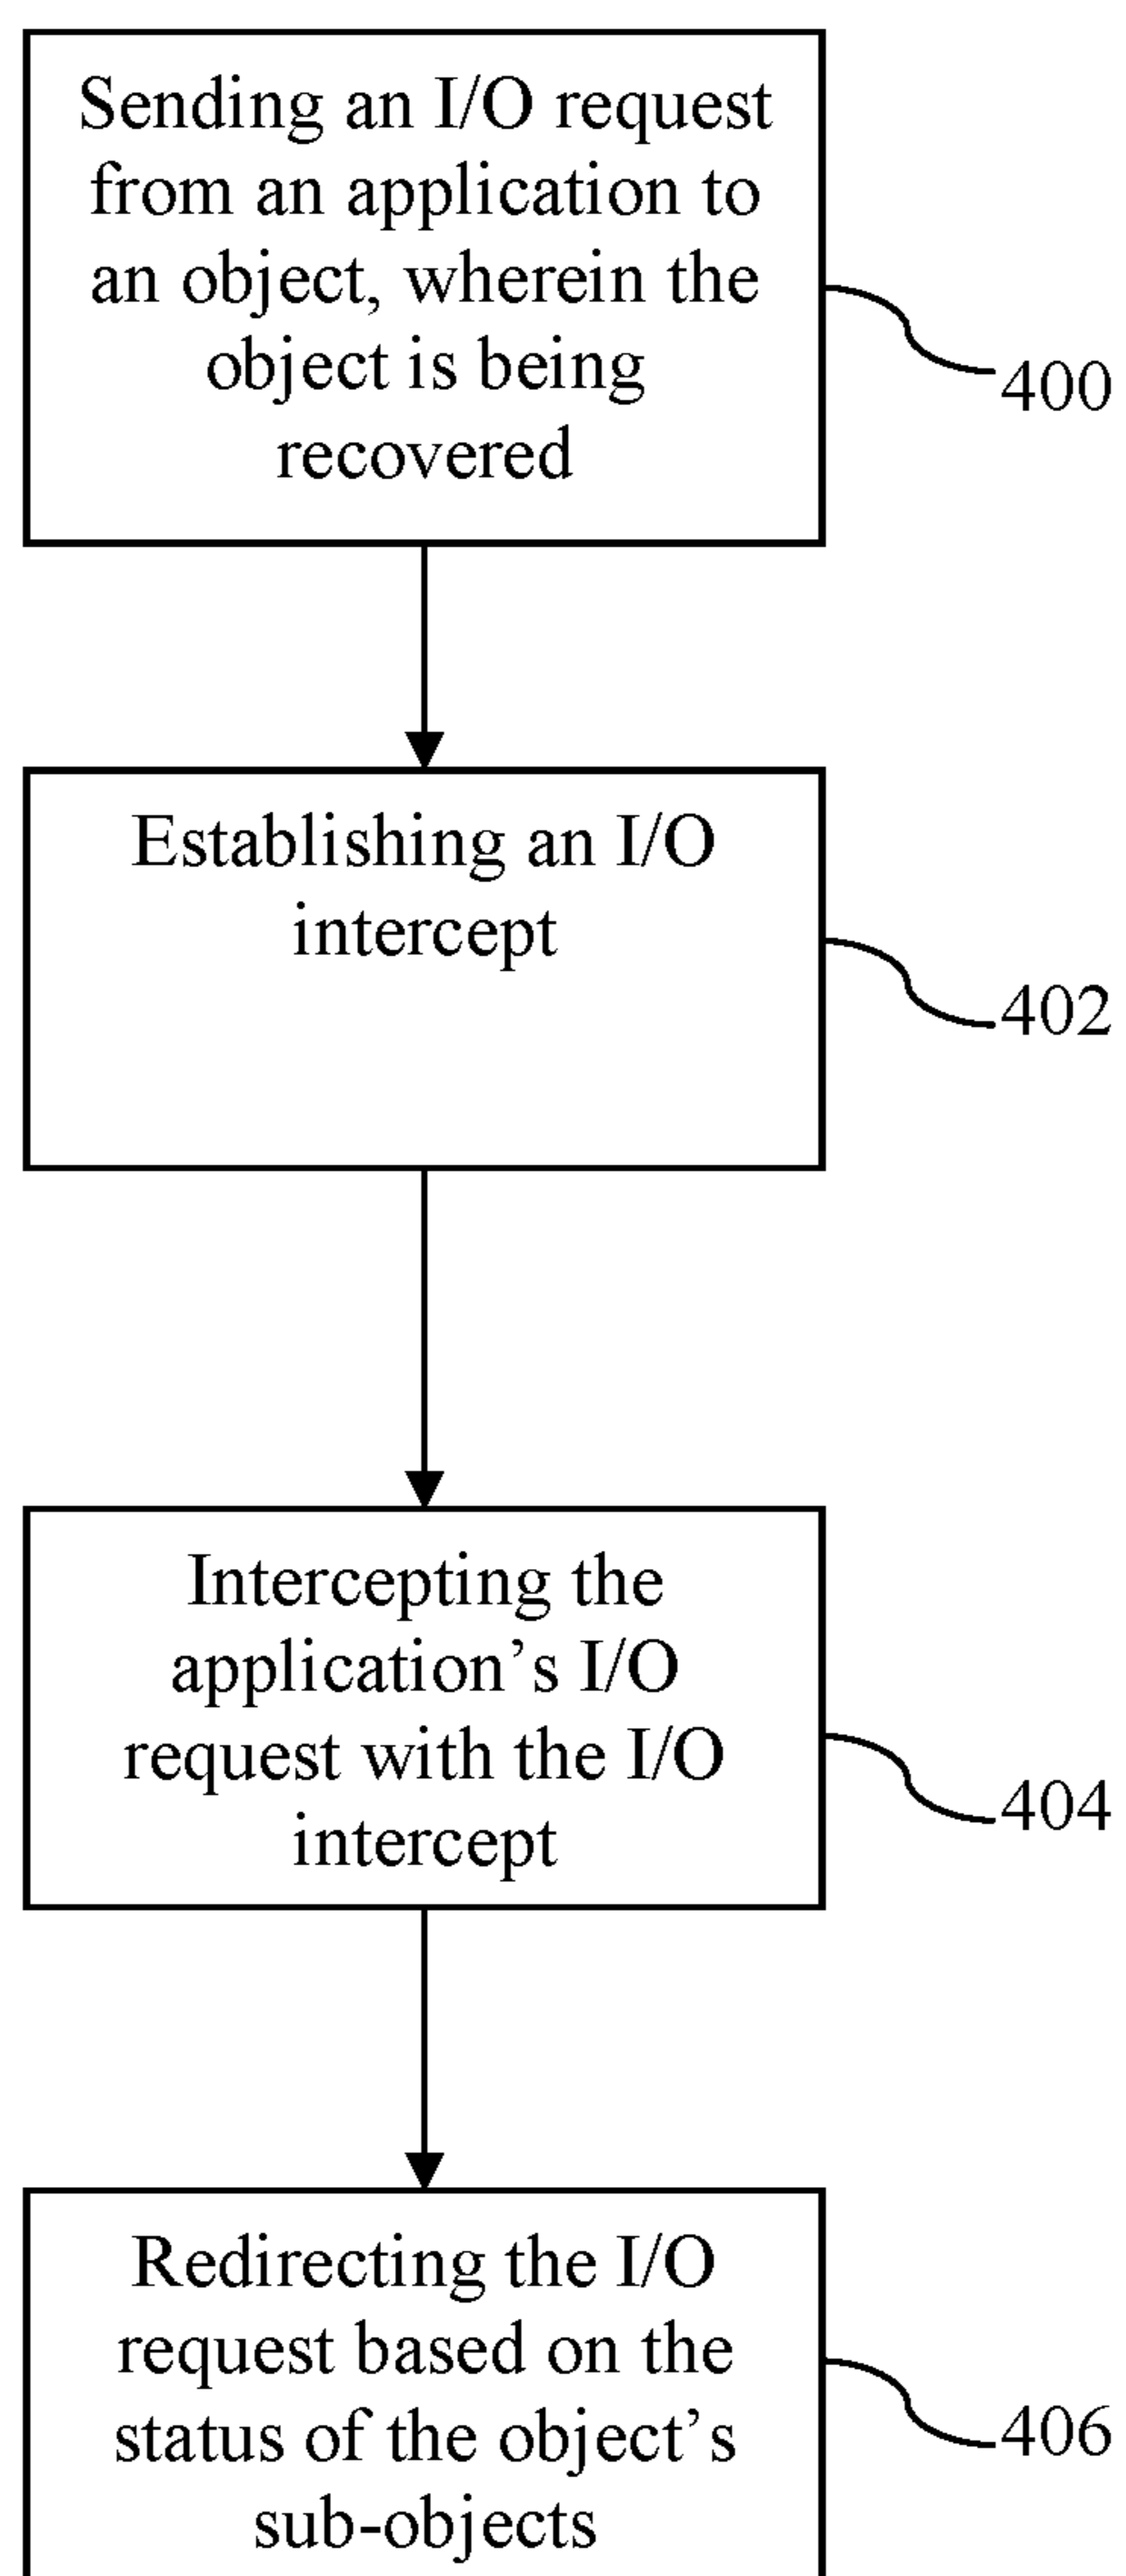 Sending an I/O request
from an application to
an object, wherein the
object is being
recovered
400
Establishing an I/O
intercept
402
Intercepting the
application’s I/O
request with the I/O
intercept
404
Redirecting the I/O
request based on the
status of the object’s
sub-objects
406